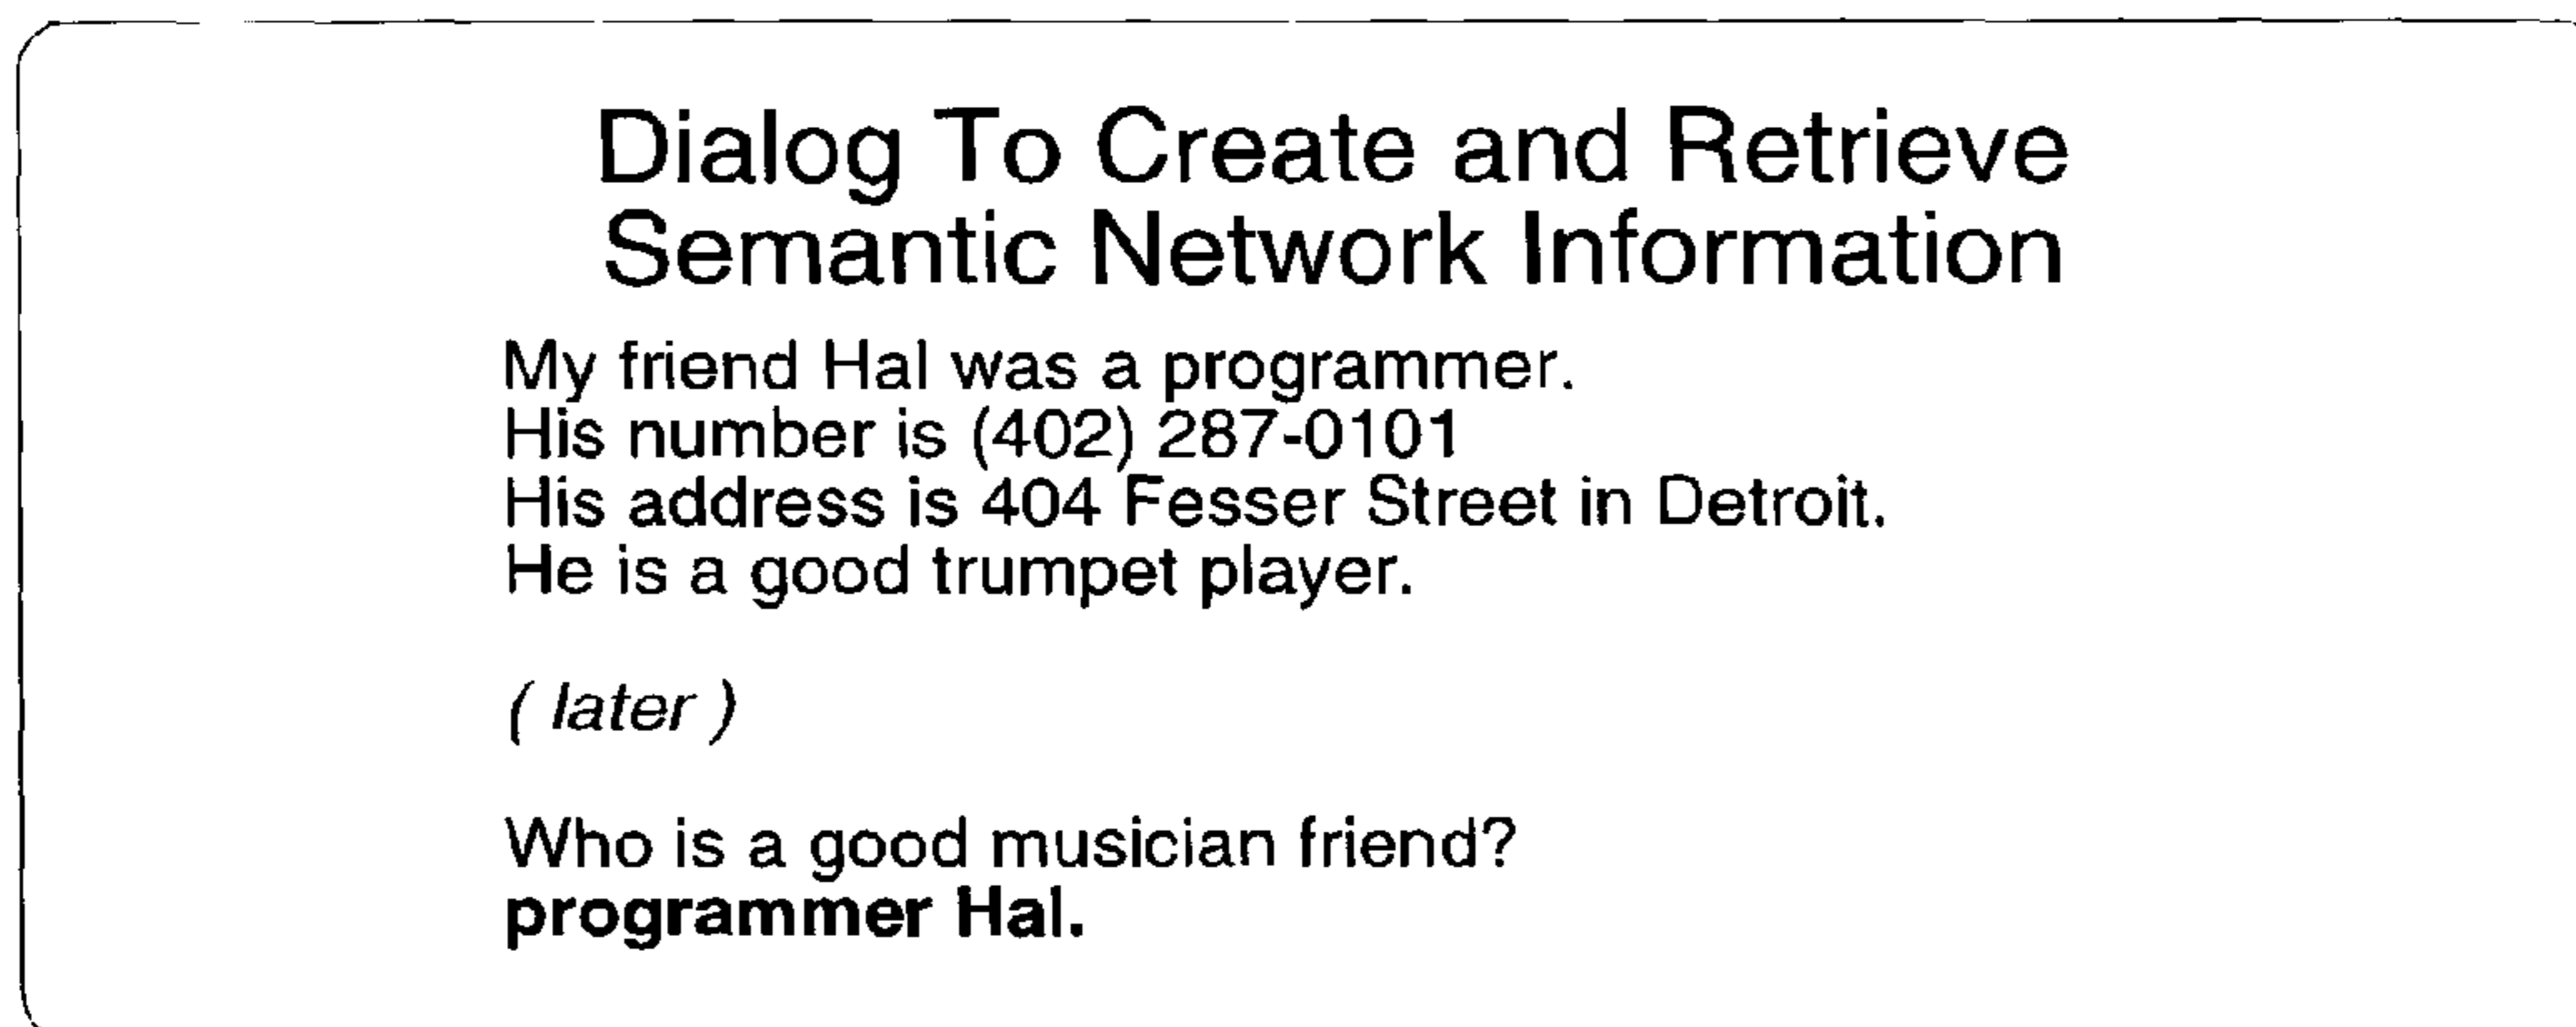 Dialog To Create and Retrieve
Semantic Network Information
My friend Hal was a programmer.
His number is (402) 287-0101
His address is 404 Fesser Street in Detroit.
He is a good trumpet player.
( later )
Who is a good musician friend?
programmer Hal.